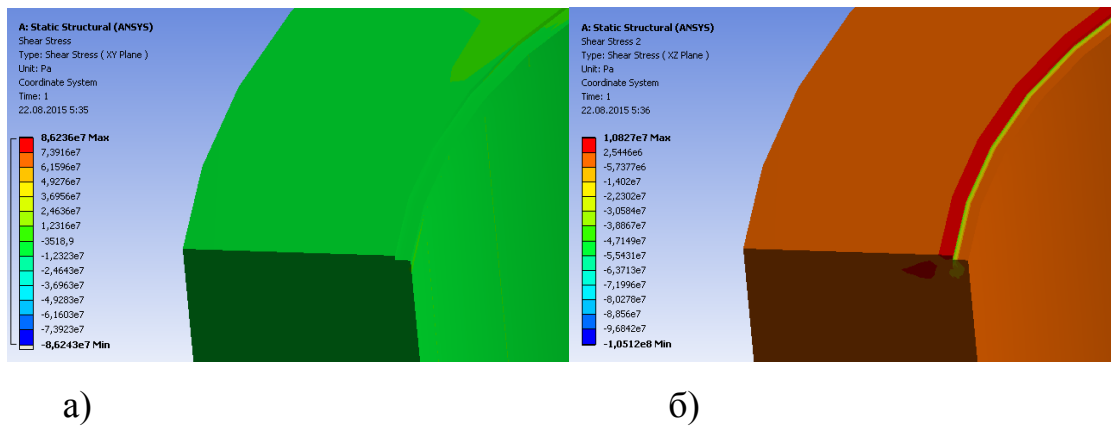 A: Static Structural (ANSYS)
Shear Stress
Type: Shear Stress ( XY Plane )
Unit: Pa
Coordinate System
Time: 1
22.08.2015 5:35
8,6236e7 Max
7,3916e7
6,1596e7
4,9276e7
3,6956e7
2,4636e7
1,2316e7
-3518,9
-1,2323e7
-2,4643e7
-3,6963e7
-4,9283e7
-6,1603e7
-7,3923e7
-8,6243e7 Min
A: Static Structural (ANSYS)
Shear Stress 2
Type: Shear Stress ( XZ Plane )
Unit: Pa
Coordinate System
Time: 1
22.08.2015 5:36
1,0827e7 Max
2,5446e6
-5,7377e6
-1,402e7
-2,2302e7
-3,0584e7
-3,8867e7
-4,7149e7
-5,5431e7
-6,3713e7
-7,1996e7
-8,0278e7
-8,856e7
-9,6842e7
-1,0512e8 Min
а)
б)